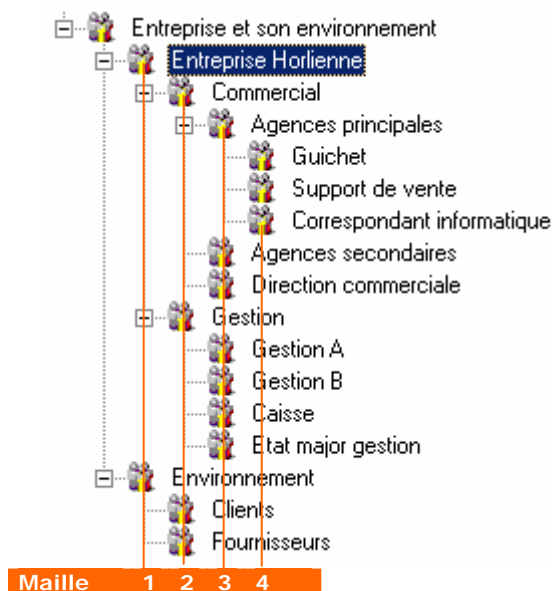 Entreprise et son environnement
Entreprise Horlienne
Commercial
Agences principales
Guichet
Support de vente
Correspondant informatique
Agences secondaires
Direction commerciale
Gestion
Gestion A
Gestion B
Caisse
Etat major gestion
Environnement
Clients
Fournisseurs
Maille 1 2 3 4